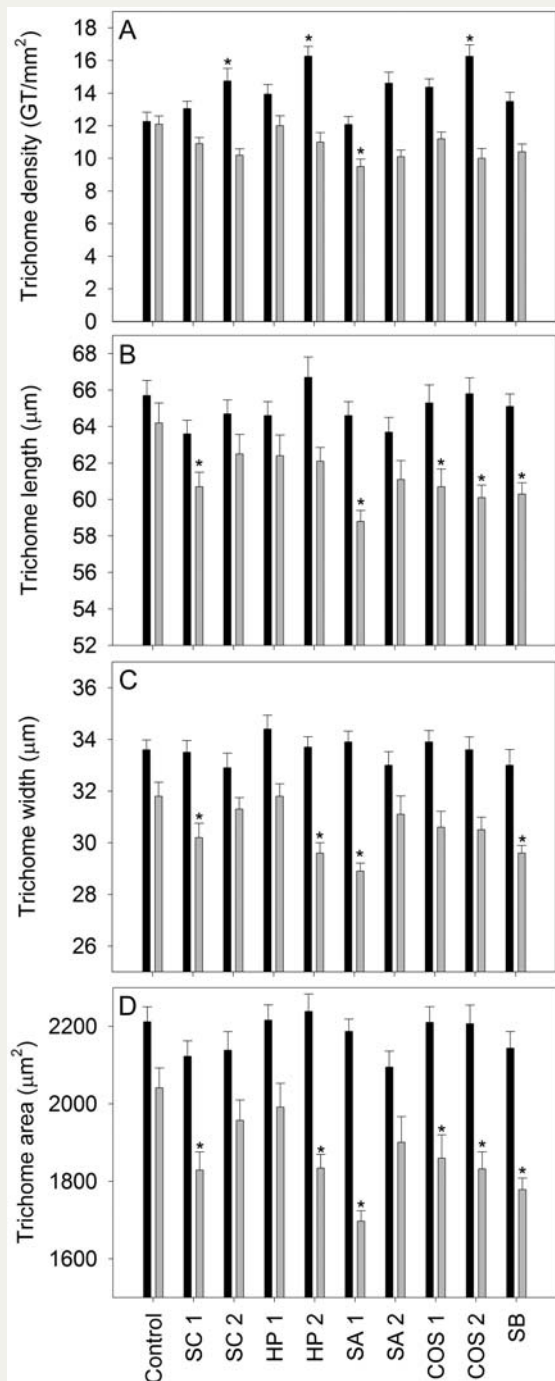 A
Trichome density (GT/mm²)
18
16
14
12
10
8
6
4
2
0
*
*
*
*
B
Trichome length (μm)
68
66
64
62
60
58
56
54
52
*
*
*
*
*
C
Trichome width (μm)
36
34
32
30
28
26
*
*
*
*
D
Trichome area (μm²)
2200
2000
1800
1600
*
*
*
*
*
*
Control
SC 1
SC 2
HP 1
HP 2
SA 1
SA 2
COS 1
COS 2
SB